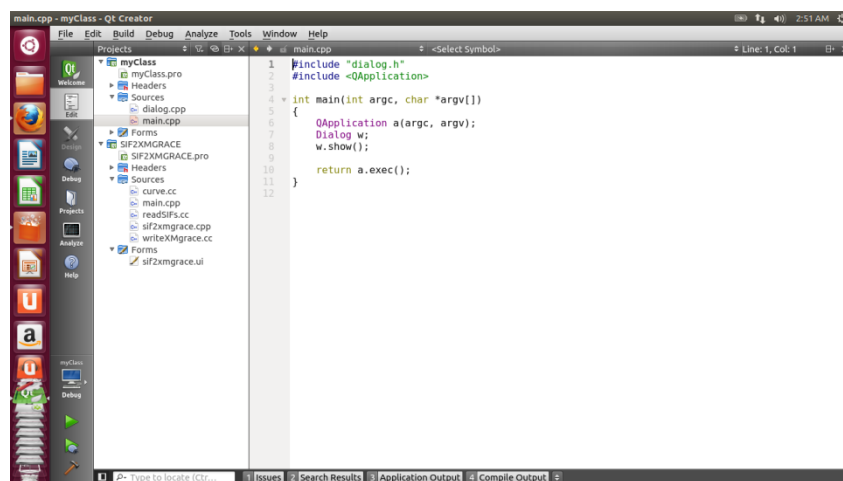 main.cpp - myClass - Qt Creator
2:51 AM
File Edit Build Debug Analyze Tools Window Help
Projects
main.cpp
<Select Symbol>
Line: 1, Col: 1
Qt
Welcome
Edit
Design
Debug
Projects
Analyze
Help
myClass
Debug
myClass
myClass.pro
Headers
Sources
dialog.cpp
main.cpp
Forms
SIF2XMGRACE
SIF2XMGRACE.pro
Headers
Sources
curve.cc
main.cpp
readSIFs.cc
sif2xmgrace.cpp
writeXMgrace.cc
Forms
sif2xmgrace.ui
1 #include "dialog.h"
2 #include <QApplication>
3
4 int main(int argc, char *argv[])
5 {
6 QApplication a(argc, argv);
7 Dialog w;
8 w.show();
9
10 return a.exec();
11 }
12
Type to locate (Ctr...
1 Issues 2 Search Results 3 Application Output 4 Compile Output